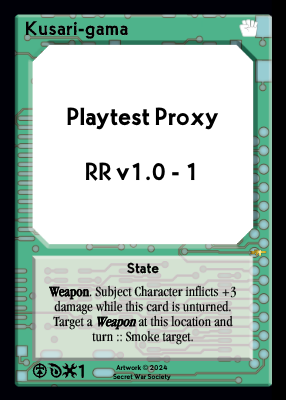 Kusari-gama
Playtest Proxy
RR v1.0 - 1
State
Weapon. Subject Character inflicts +3
damage while this card is unturned.
Target a Weapon at this location and
turn :: Smoke target.
1
Artwork © 2024
Secret War Society